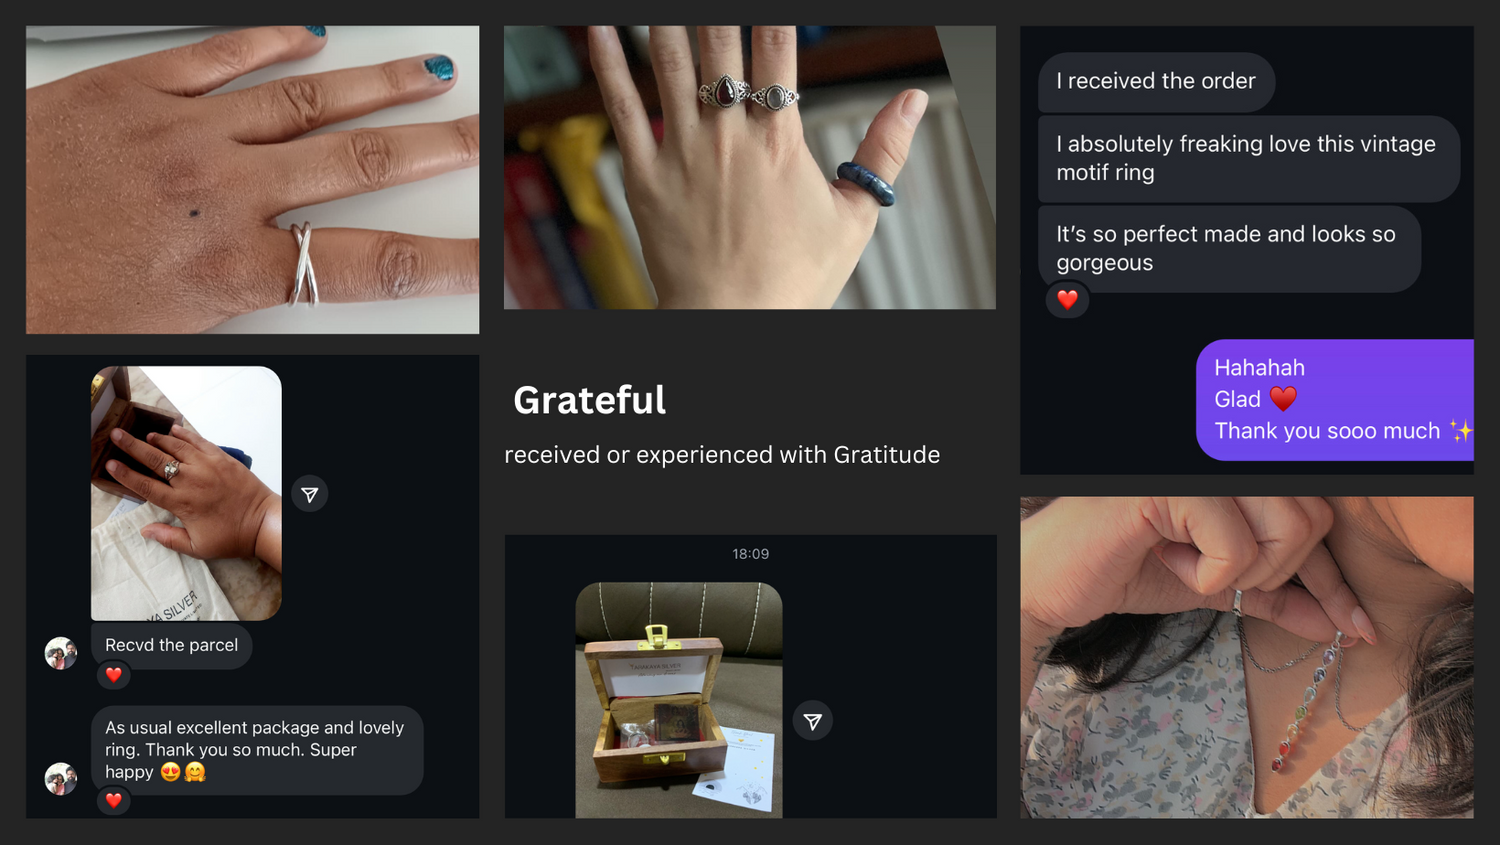 I received the order
I absolutely freaking love this vintage
motif ring
It's so perfect made and looks so
gorgeous
❤️
Hahahah
Glad ♥️
Thank you sooo much ✨
Grateful
received or experienced with Gratitude
SILVER
Recvd the parcel
❤️
As usual excellent package and lovely
ring. Thank you so much. Super
happy 😍🤗
❤️
18:09
SILVER